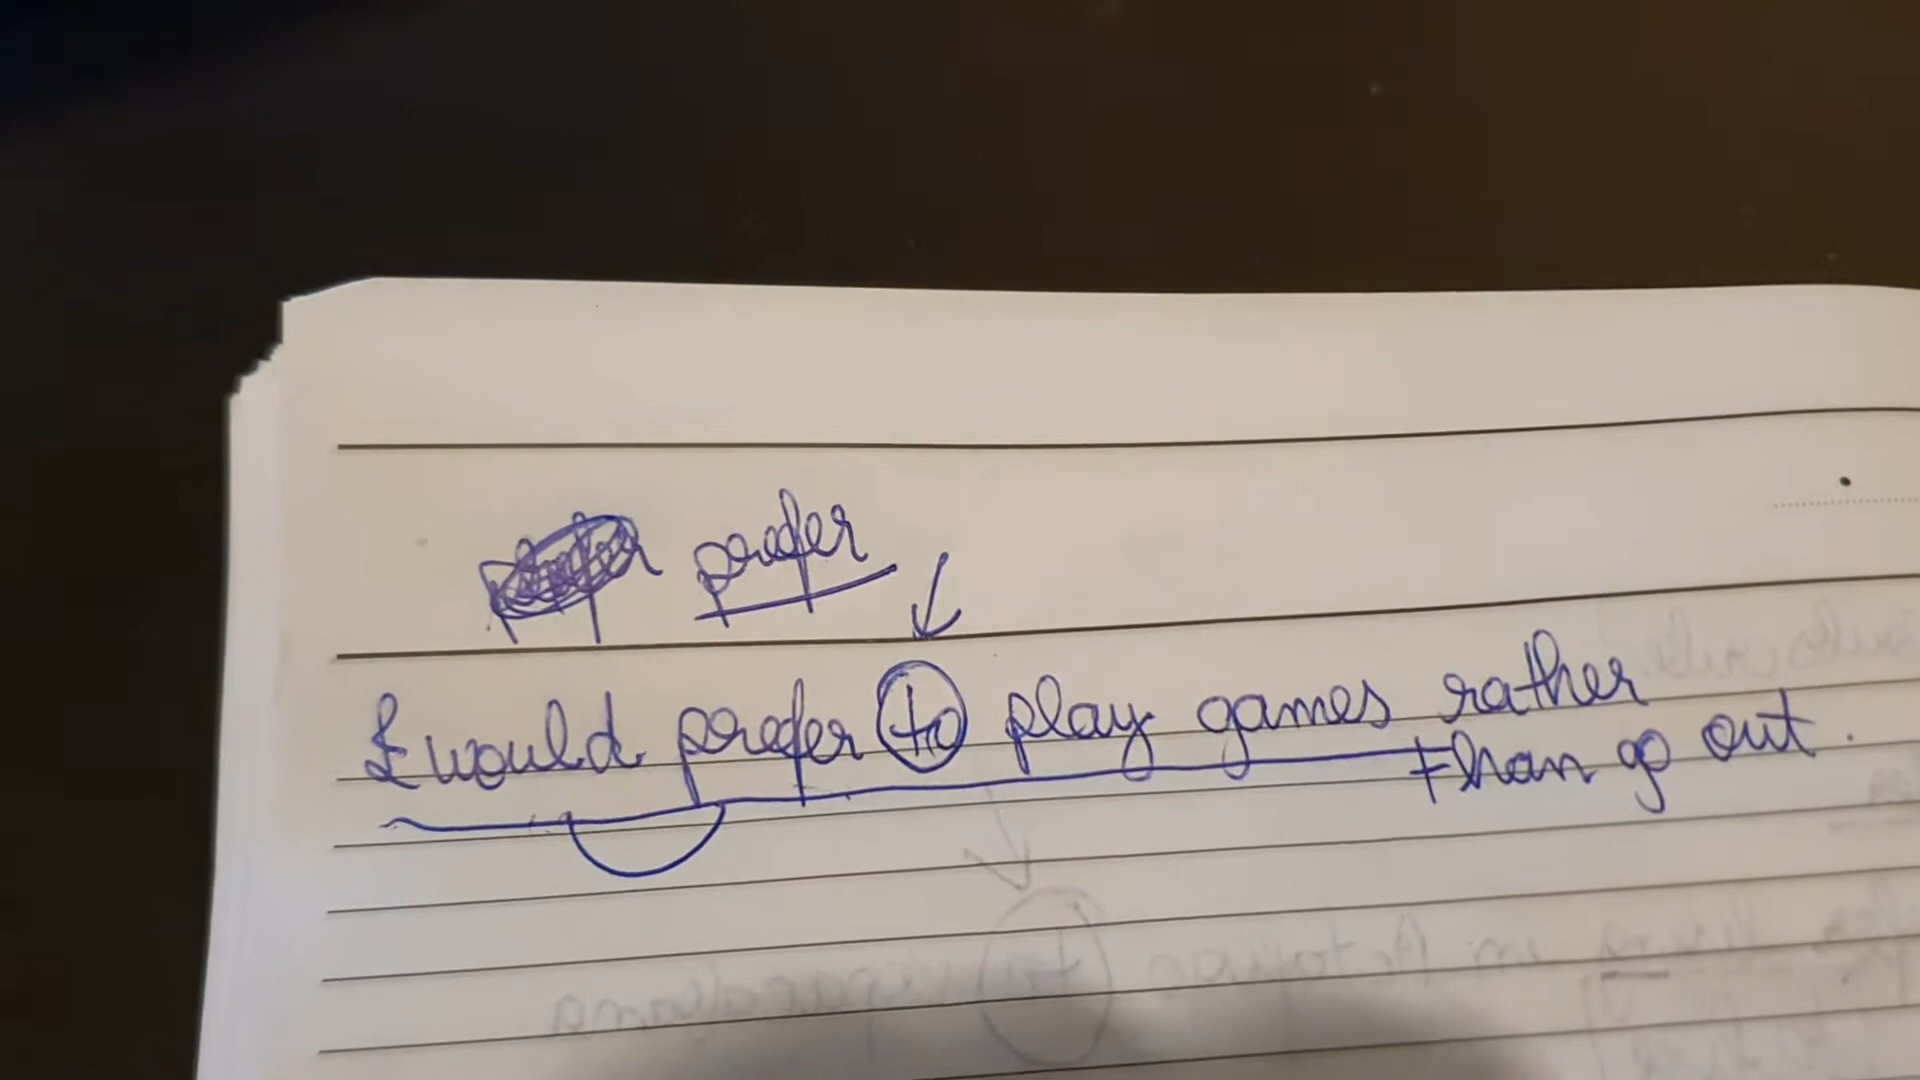 prefer
I would prefer to play games rather
than go out.